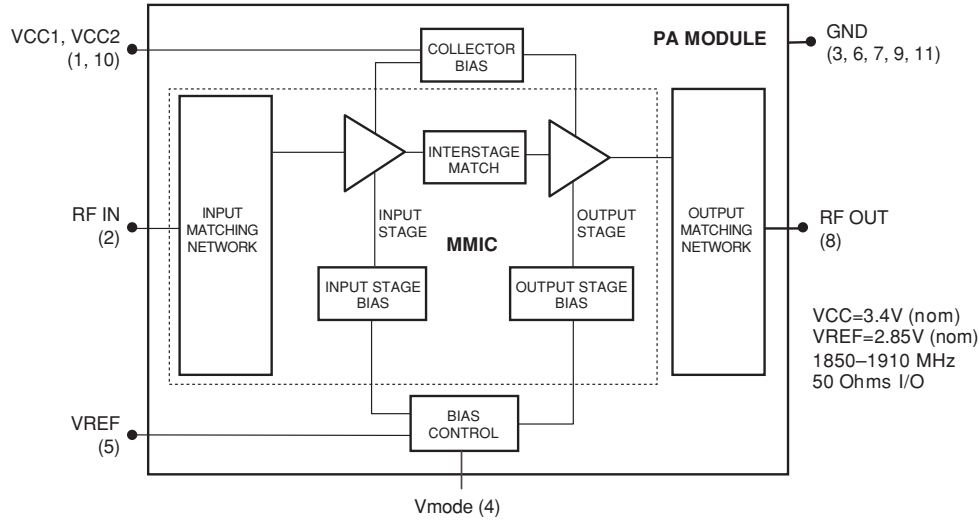 VCC1, VCC2
(1, 10)
COLLECTOR
BIAS
PA MODULE
GND
(3, 6, 7, 9, 11)
INTERSTAGE
MATCH
RF IN
(2)
INPUT
MATCHING
NETWORK
INPUT
STAGE
MMIC
OUTPUT
STAGE
OUTPUT
MATCHING
NETWORK
RF OUT
(8)
INPUT STAGE
BIAS
OUTPUT STAGE
BIAS
VCC=3.4V (nom)
VREF=2.85V (nom)
1850–1910 MHz
50 Ohms I/O
VREF
(5)
BIAS
CONTROL
Vmode (4)